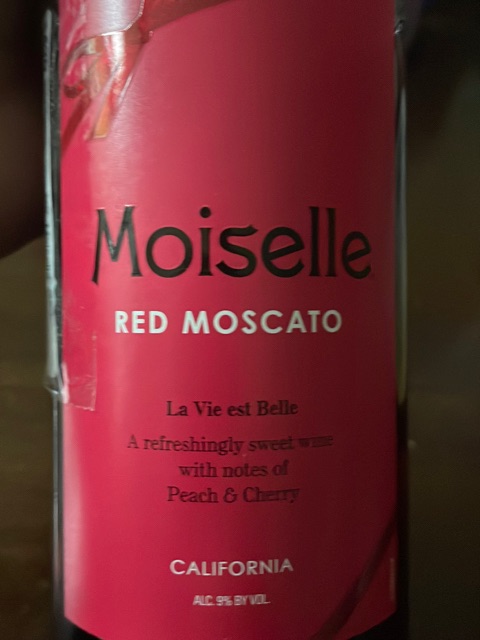 Moiselle
RED MOSCATO
La Vie est Belle
A refreshingly sweet wine
with notes of
Peach & Cherry
CALIFORNIA
ALC. 9% BY VOL.